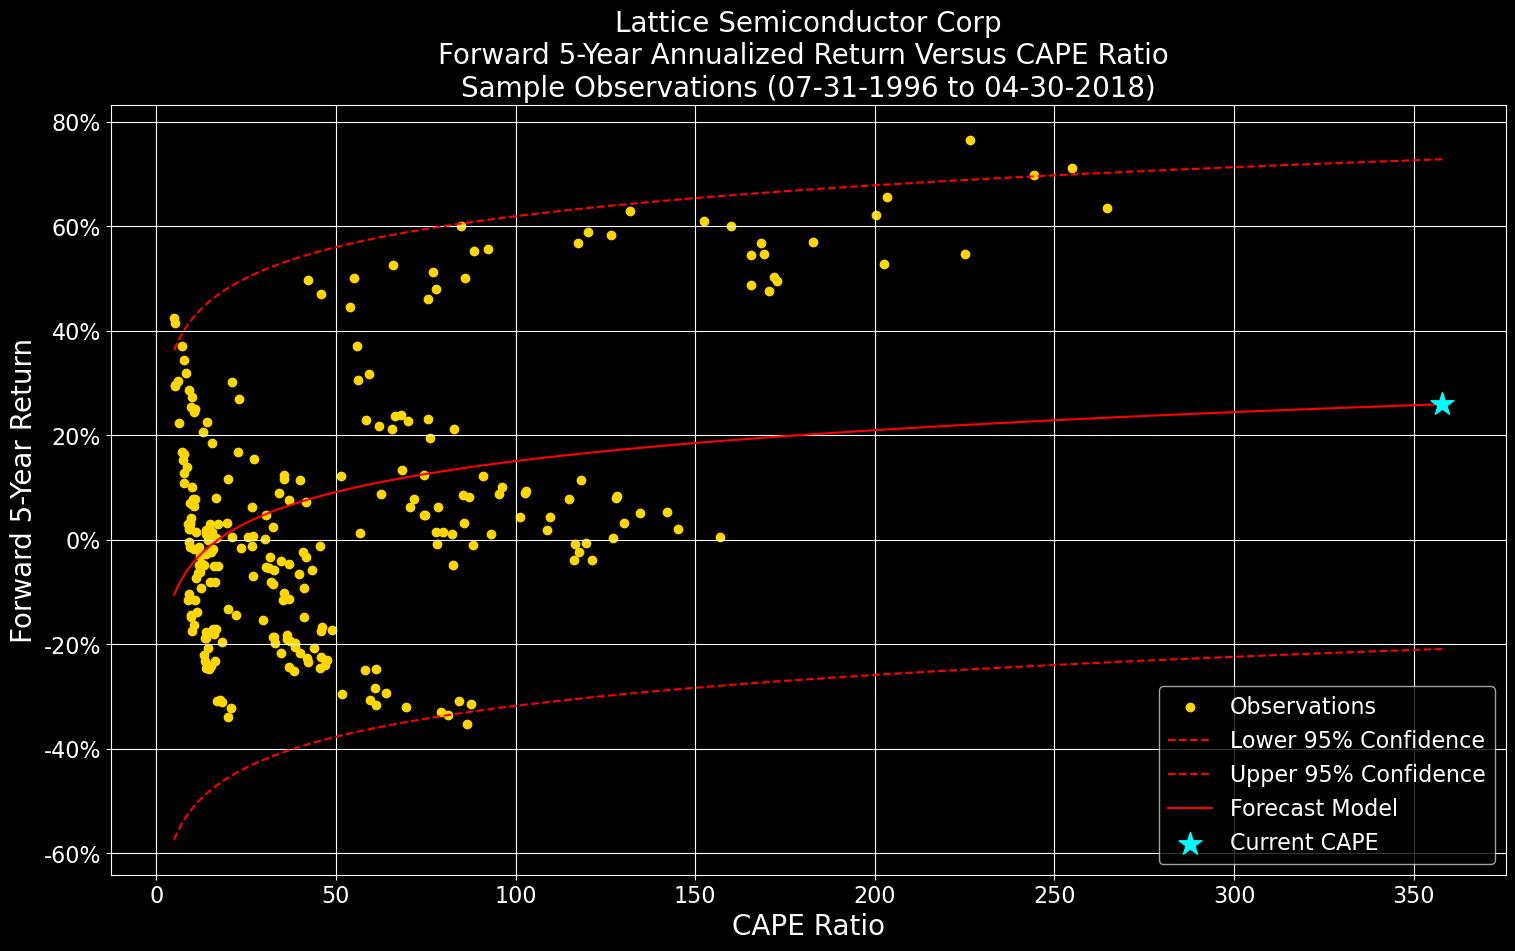 Lattice Semiconductor Corp
Forward 5-Year Annualized Return Versus CAPE Ratio
Sample Observations (07-31-1996 to 04-30-2018)
Forward 5-Year Return
80%
60%
40%
20%
0%
-20%
-40%
-60%
Observations
Lower 95% Confidence
Upper 95% Confidence
Forecast Model
Current CAPE
0 50 100 150 200 250 300 350
CAPE Ratio